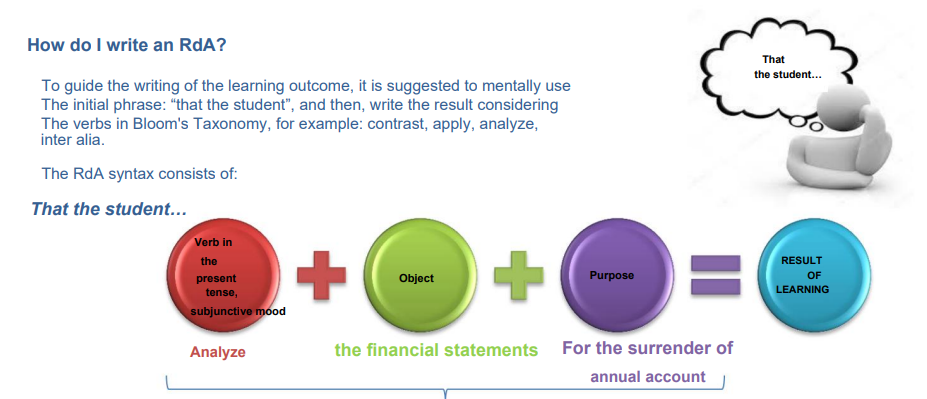 How do I write an RdA?
To guide the writing of the learning outcome, it is suggested to mentally use
The initial phrase: “that the student”, and then, write the result considering
The verbs in Bloom's Taxonomy, for example: contrast, apply, analyze,
inter alia.
The RdA syntax consists of:
That
the student…
That the student…
Verb in
the
present
tense,
subjunctive mood
Object
Purpose
RESULT
OF
LEARNING
Analyze
the financial statements
For the surrender of
annual account